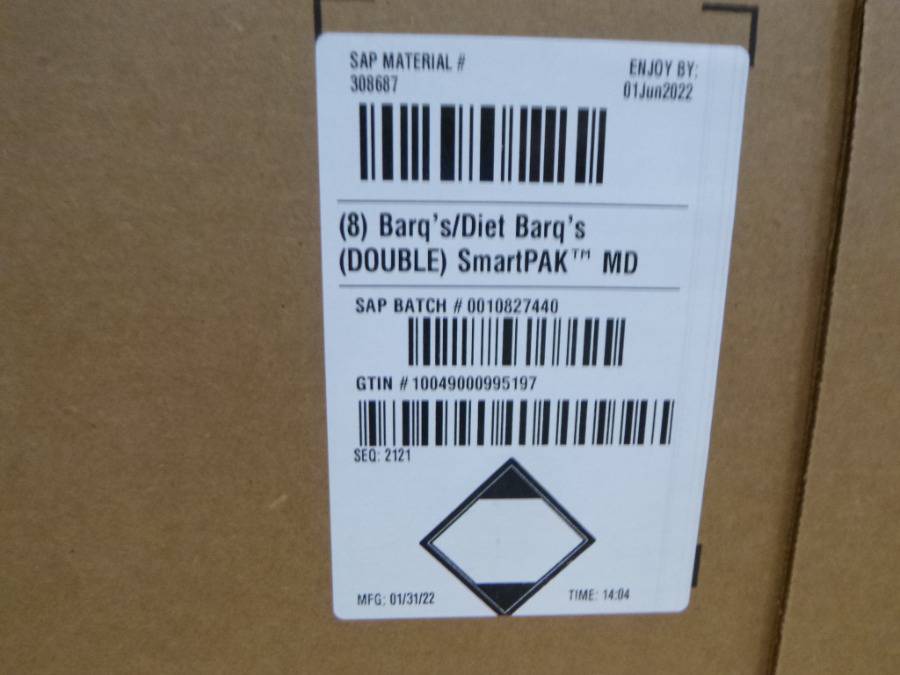 SAP MATERIAL #
308687
ENJOY BY:
01Jun2022
(8) Barq's/Diet Barq's
(DOUBLE) SmartPAK™ MD
SAP BATCH # 0010827440
GTIN # 10049000995197
SEQ: 2121
MFG: 01/31/22
TIME: 14:04